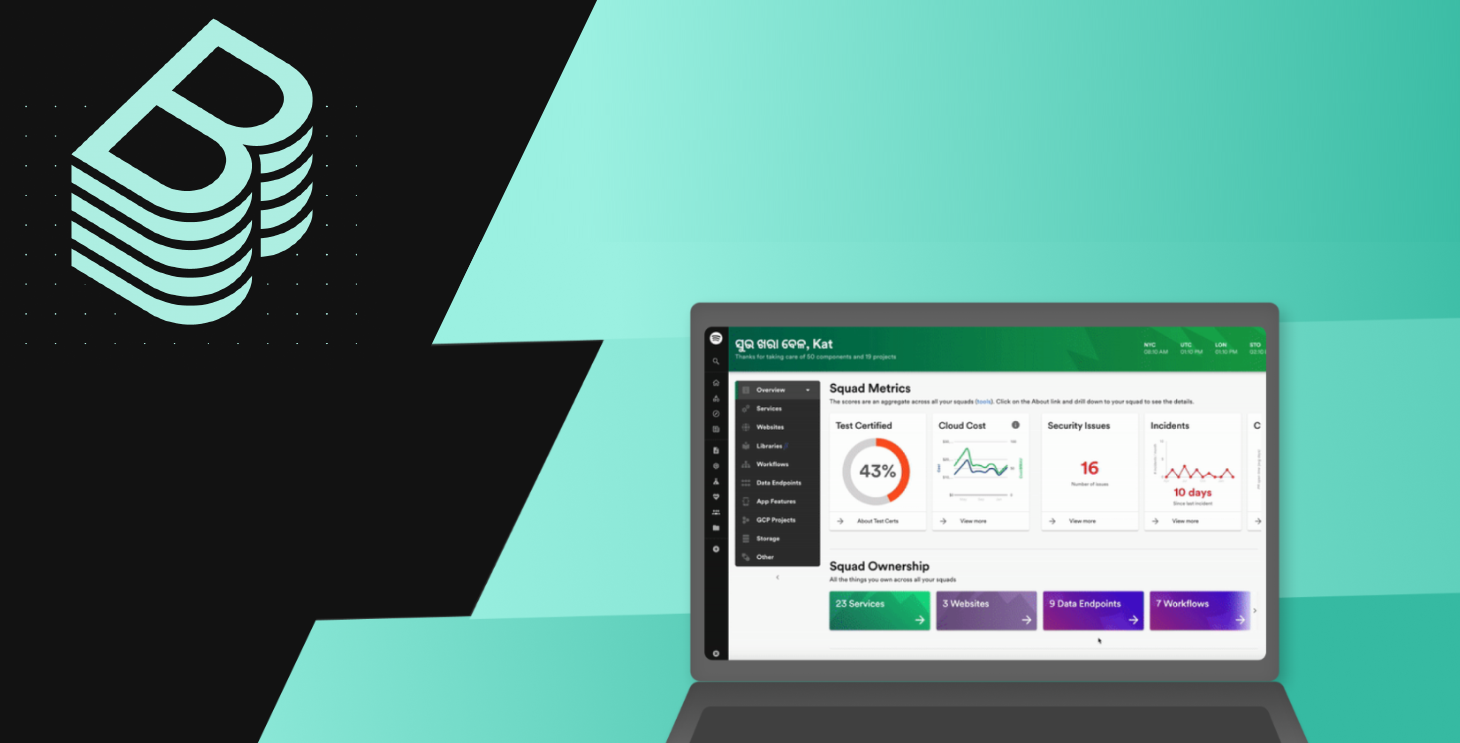 B
ସୁଭ ଖରା ବେଳ, Kat
Thanks for taking care of 50 components and 19 projects
NYC UTC LON STO
08:10 AM 01:10 PM 01:10 PM
Overview
Services
Websites
Libraries
Workflows
Data Endpoints
App Features
GCP Projects
Storage
Other
Squad Metrics
The scores are an aggregate across all your squads (tools). Click on the About link and drill down to your squad to see the details.
Test Certified
43%
About Test Certs
Cloud Cost
View more
Security Issues
16
Number of issues
View more
Incidents
10 days
Since last incident
View more
C
Squad Ownership
All the things you own across all your squads
23 Services
3 Websites
9 Data Endpoints
7 Workflows